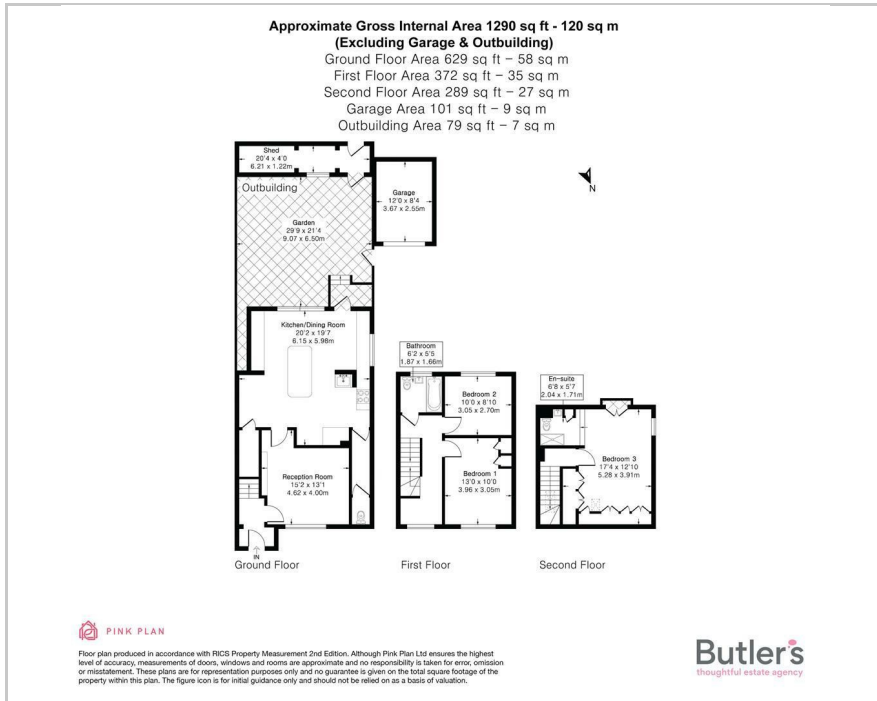 Approximate Gross Internal Area 1290 sq ft - 120 sq m
(Excluding Garage & Outbuilding)
Ground Floor Area 629 sq ft – 58 sq m
First Floor Area 372 sq ft – 35 sq m
Second Floor Area 289 sq ft – 27 sq m
Garage Area 101 sq ft – 9 sq m
Outbuilding Area 79 sq ft – 7 sq m
Shed
20'4 x 4'0
6.21 x 1.22m
Outbuilding
Garage
12'0 x 8'4
3.67 x 2.55m
N
Garden
29'9 x 21'4
9.07 x 6.50m
Kitchen/Dining Room
20'2 x 19'7
6.15 x 5.98m
Reception Room
15'2 x 13'1
4.62 x 4.00m
IN
Ground Floor
Bathroom
6'2 x 5'5
1.87 x 1.66m
Bedroom 2
10'0 x 8'10
3.05 x 2.70m
Bedroom 1
13'0 x 10'0
3.96 x 3.05m
First Floor
En-suite
6'8 x 5'7
2.04 x 1.71m
Bedroom 3
17'4 x 12'10
5.28 x 3.91m
Second Floor
PINK PLAN
Floor plan produced in accordance with RICS Property Measurement 2nd Edition. Although Pink Plan Ltd ensures the highest
level of accuracy, measurements of doors, windows and rooms are approximate and no responsibility is taken for error, omission
or misstatement. These plans are for representation purposes only and no guarantee is given on the total square footage of the
property within this plan. The figure icon is for initial guidance only and should not be relied on as a basis of valuation.
Butler's
thoughtful estate agency